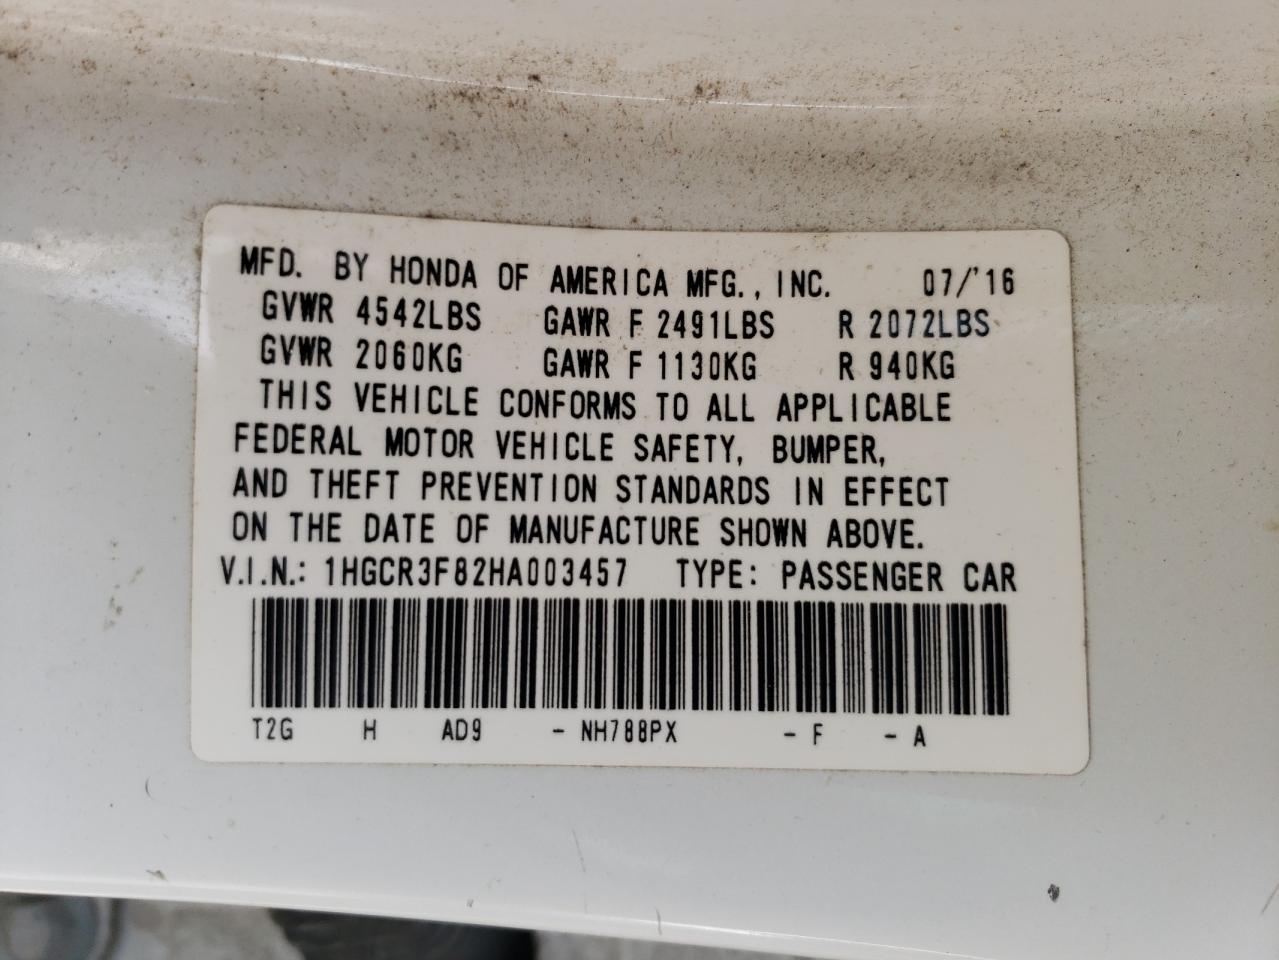 MFD. BY HONDA OF AMERICA MFG., INC. 07/'16
GVWR 4542LBS GAWR F 2491LBS R 2072LBS
GVWR 2060KG GAWR F 1130KG R 940KG
THIS VEHICLE CONFORMS TO ALL APPLICABLE
FEDERAL MOTOR VEHICLE SAFETY, BUMPER,
AND THEFT PREVENTION STANDARDS IN EFFECT
ON THE DATE OF MANUFACTURE SHOWN ABOVE.
V.I.N.: 1HGCR3F82HA003457 TYPE: PASSENGER CAR
T2G H AD9 - NH788PX - F - A